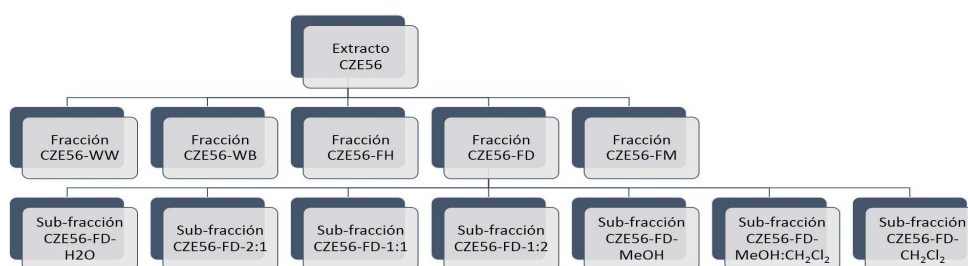 Extracto
CZE56
Fracción
CZE56-WW
Fracción
CZE56-WB
Fracción
CZE56-FH
Fracción
CZE56-FD
Fracción
CZE56-FM
Sub-fracción
CZE56-FD-
H2O
Sub-fracción
CZE56-FD-2:1
Sub-fracción
CZE56-FD-1:1
Sub-fracción
CZE56-FD-1:2
Sub-fracción
CZE56-FD-
MeOH
Sub-fracción
CZE56-FD-
MeOH:CH₂Cl₂
Sub-fracción
CZE56-FD-
CH₂Cl₂